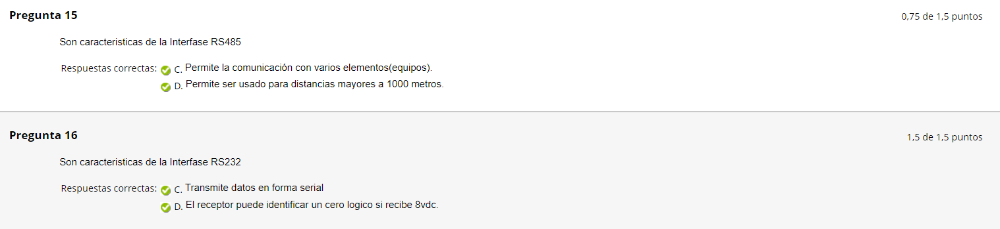 Pregunta 15
0,75 de 1,5 puntos
Son caracteristicas de la Interfase RS485
Respuestas correctas: C. Permite la comunicación con varios elementos(equipos).
D. Permite ser usado para distancias mayores a 1000 metros.
Pregunta 16
1,5 de 1,5 puntos
Son caracteristicas de la Interfase RS232
Respuestas correctas: C. Transmite datos en forma serial
D. El receptor puede identificar un cero logico si recibe 8vdc.